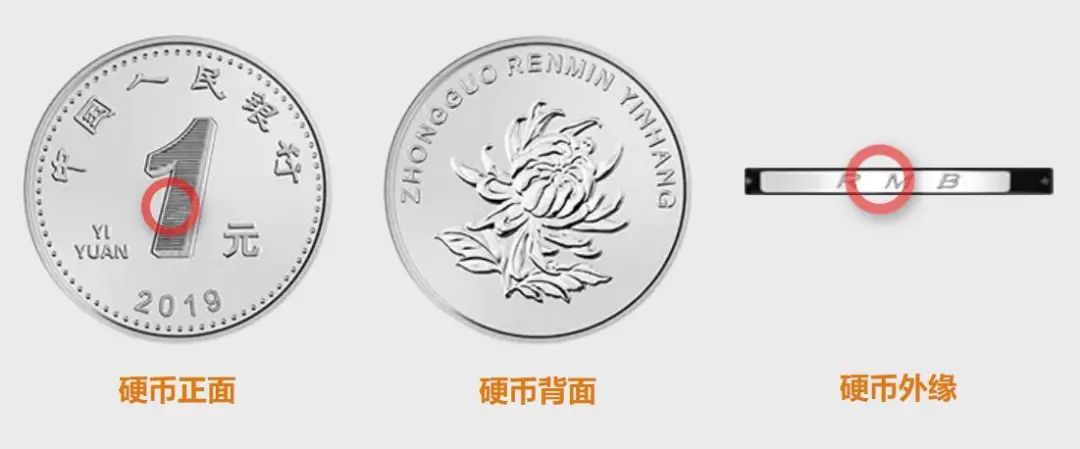 中国人民银行
1
YI
YUAN
元
2019
ZHONGGUO RENMIN YINHANG
RMB
硬币正面
硬币背面
硬币外缘